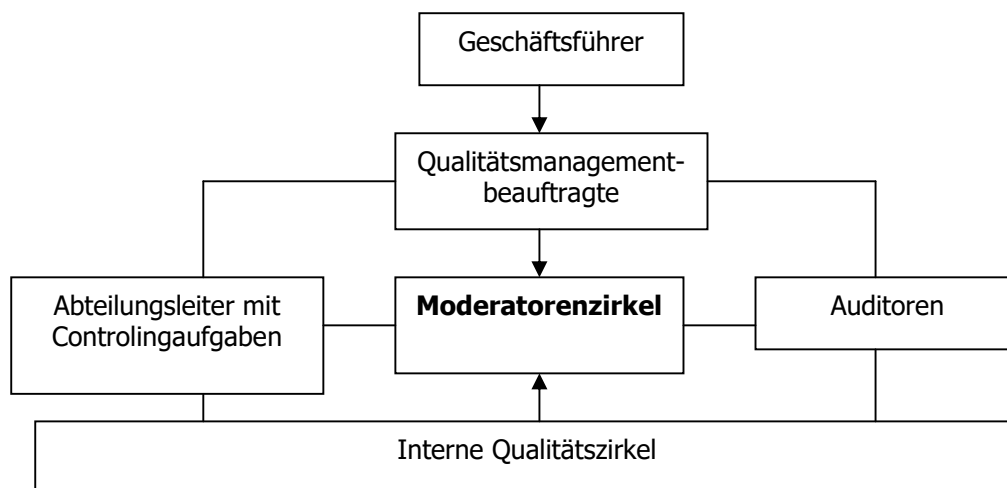 Geschäftsführer
Qualitätsmanagement-
beauftragte
Abteilungsleiter mit
Controlingaufgaben
Moderatorenzirkel
Auditoren
Interne Qualitätszirkel